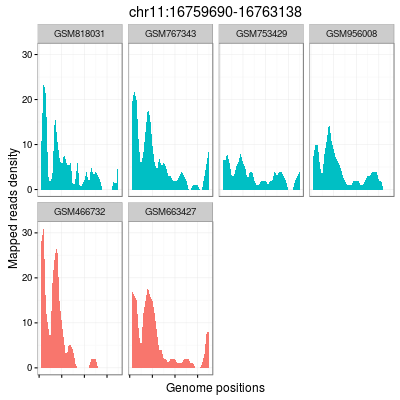 chr11:16759690-16763138
GSM818031 GSM767343 GSM753429 GSM956008
30
20
10
0
GSM466732 GSM663427
30
20
10
0
Mapped reads density
Genome positions